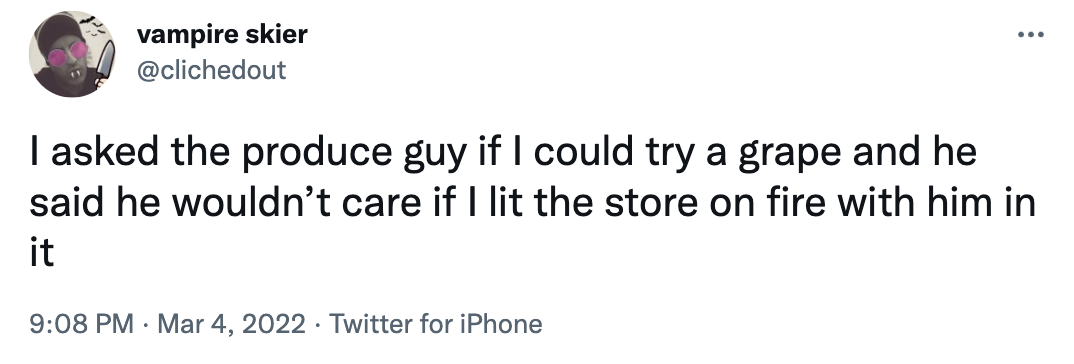 vampire skier
@clichedout
I asked the produce guy if I could try a grape and he
said he wouldn’t care if I lit the store on fire with him in
it
9:08 PM · Mar 4, 2022 · Twitter for iPhone